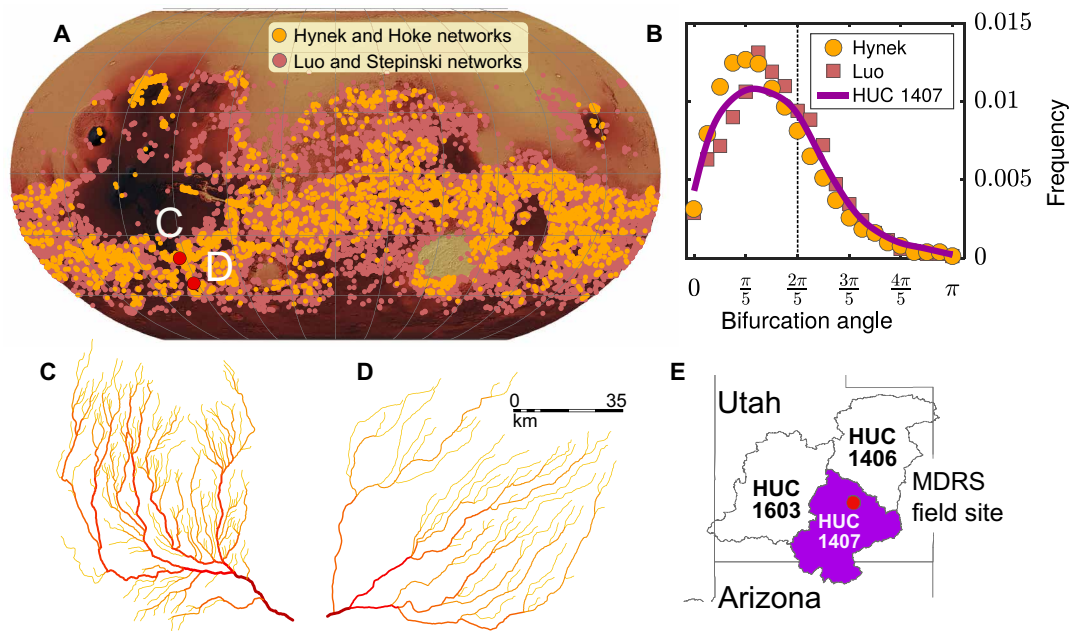 A
Hynek and Hoke networks
Luo and Stepinski networks
C
D
B
Hynek
Luo
HUC 1407
0.015
0.01
0.005
0
Frequency
0 π/5 2π/5 3π/5 4π/5 π
Bifurcation angle
C
D
0 35
km
E
Utah
HUC
1406
HUC
1603
HUC
1407
MDRS
field site
Arizona